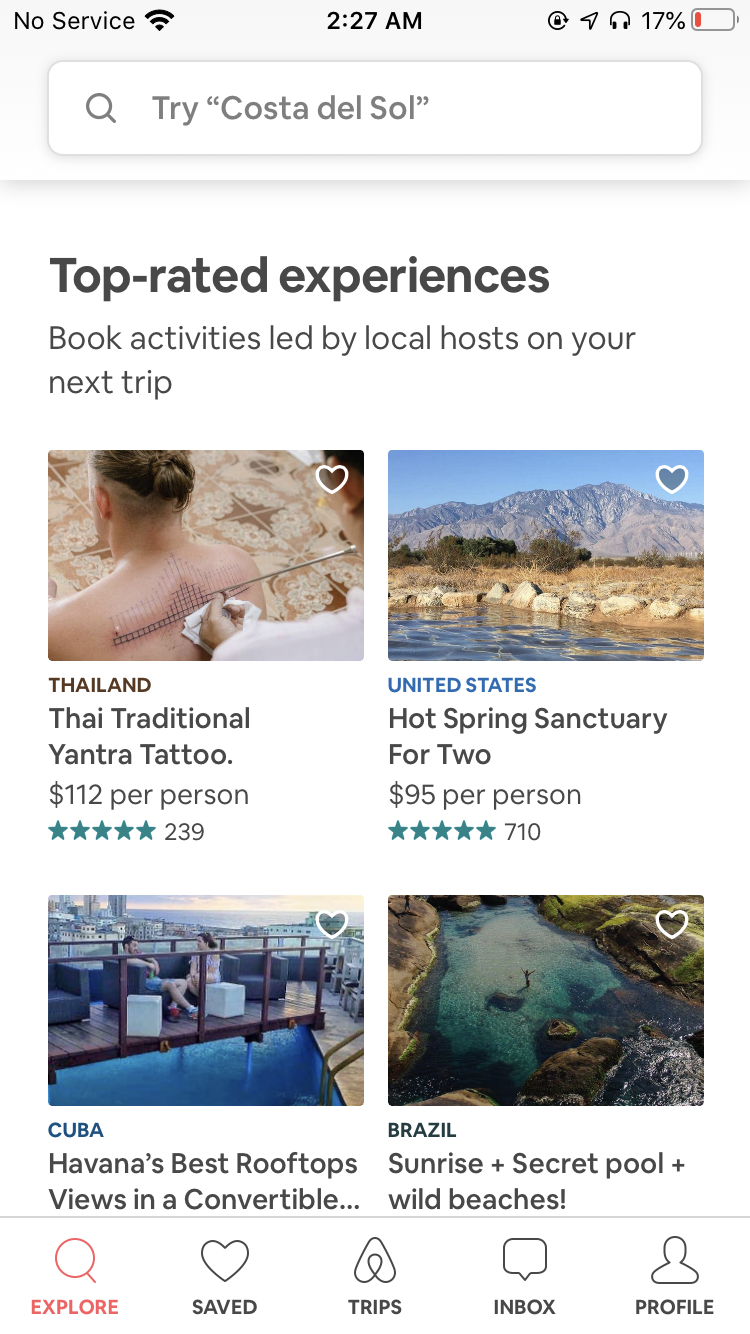 No Service 2:27 AM 17%
Try “Costa del Sol”
Top-rated experiences
Book activities led by local hosts on your
next trip
THAILAND
Thai Traditional
Yantra Tattoo.
$112 per person
239
UNITED STATES
Hot Spring Sanctuary
For Two
$95 per person
710
CUBA
Havana’s Best Rooftops
Views in a Convertible...
BRAZIL
Sunrise + Secret pool +
wild beaches!
EXPLORE SAVED TRIPS INBOX PROFILE